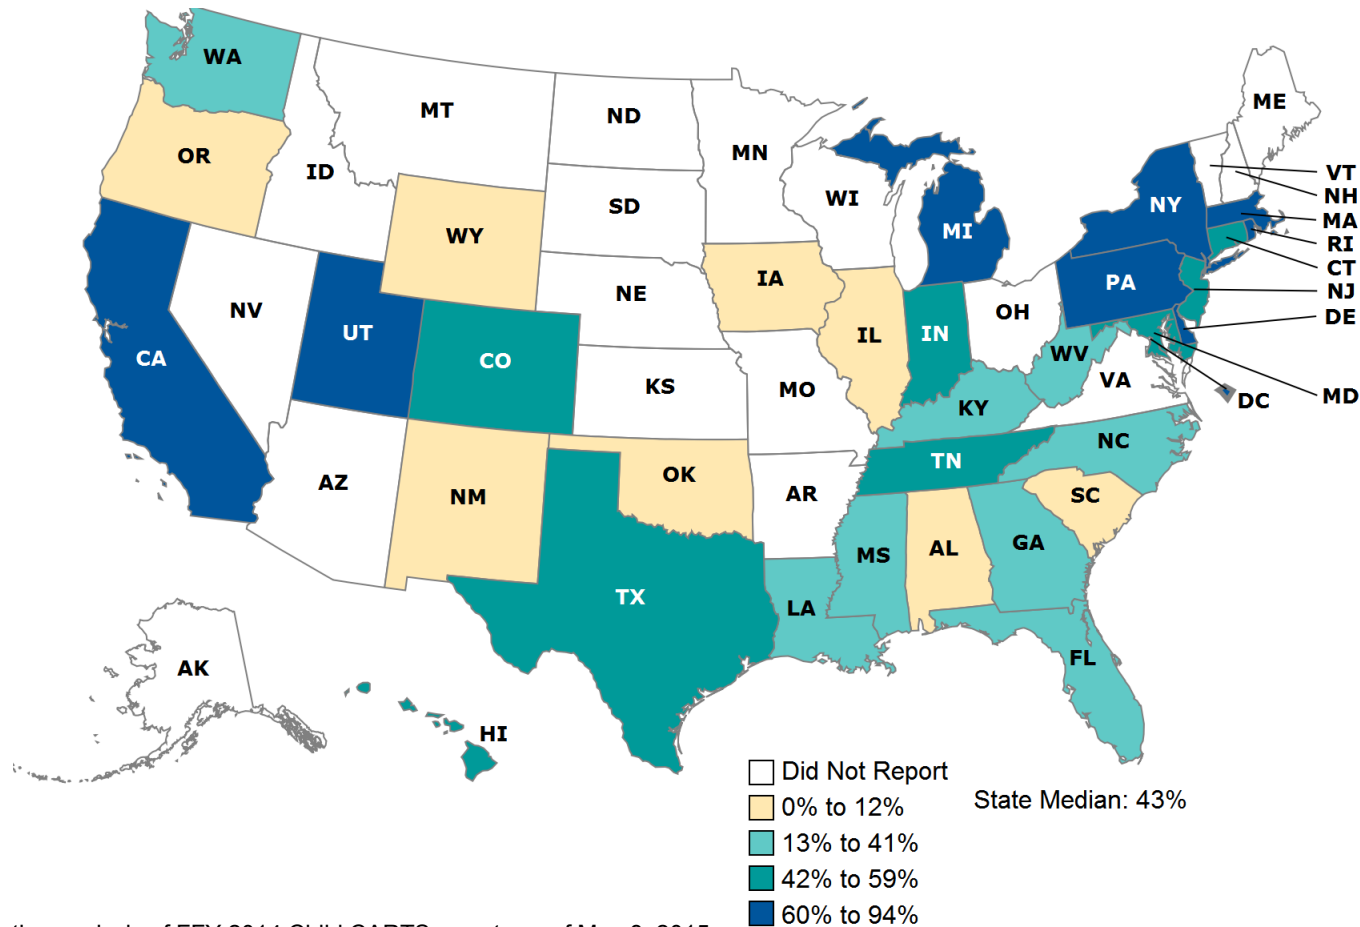 WA
MT
ND
MN
ME
OR
ID
SD
WI
VT
NH
WY
MI
NY
MA
RI
CT
NE
IA
NJ
NV
UT
CO
IL
IN
OH
PA
DE
CA
KS
MO
WV
VA
KY
DC
MD
AZ
NM
OK
AR
TN
NC
SC
TX
LA
MS
AL
GA
FL
AK
HI
Did Not Report
0% to 12%
State Median: 43%
13% to 41%
42% to 59%
60% to 94%